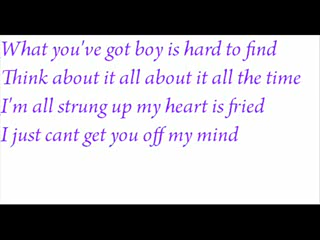 What you've got boy is hard to find
Think about it all about it all the time
I'm all strung up my heart is fried
I just cant get you off my mind